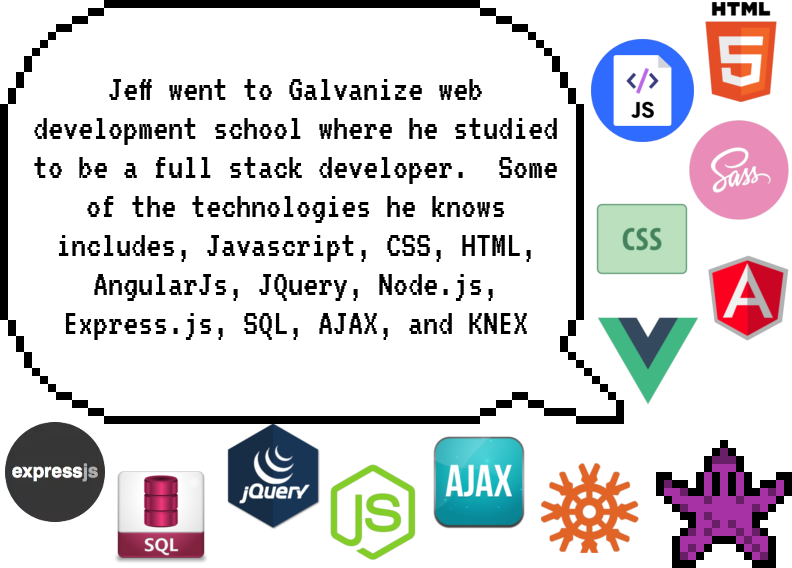 Jeff went to Galvanize web
development school where he studied
to be a full stack developer.  Some
of the technologies he knows
includes, Javascript, CSS, HTML,
AngularJs, JQuery, Node.js,
Express.js, SQL, AJAX, and KNEX
HTML
5
</>
JS
Sass
CSS
A
expressjs
SQL
jQuery
JS
AJAX